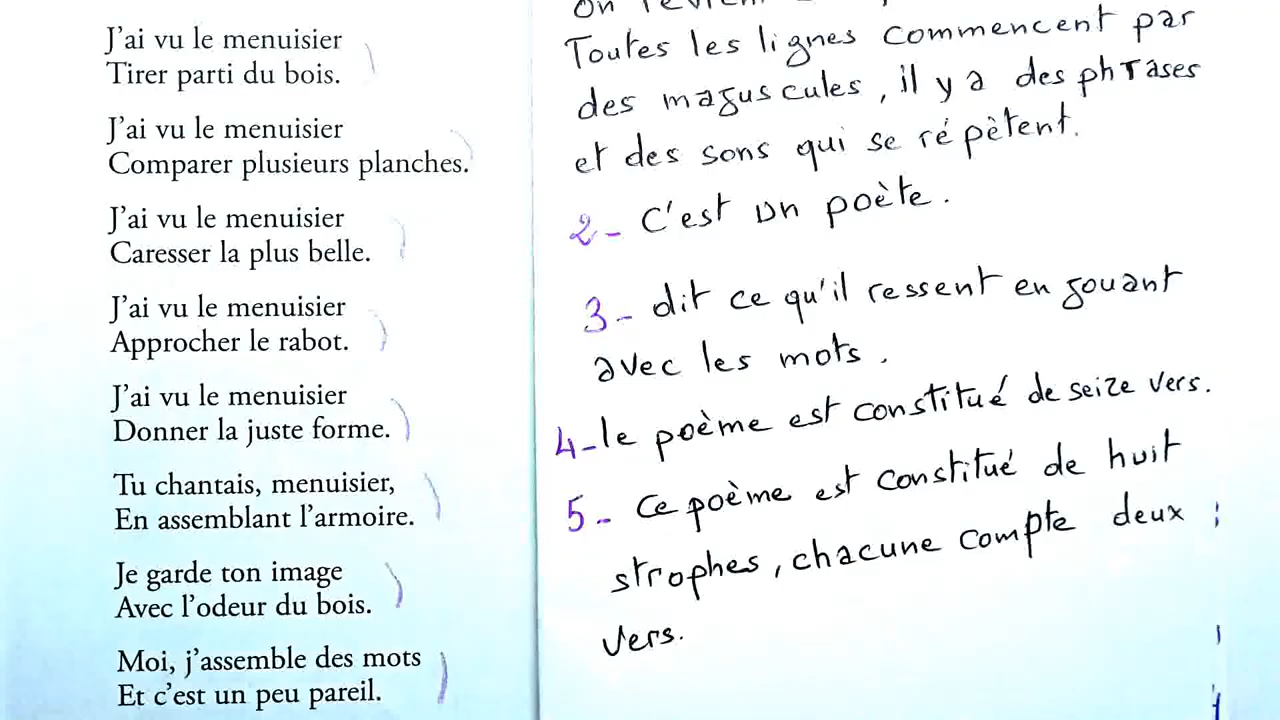 J'ai vu le menuisier
Tirer parti du bois.
J'ai vu le menuisier
Comparer plusieurs planches.
J'ai vu le menuisier
Caresser la plus belle.
J'ai vu le menuisier
Approcher le rabot.
J'ai vu le menuisier
Donner la juste forme.
Tu chantais, menuisier,
En assemblant l'armoire.
Je garde ton image
Avec l'odeur du bois.
Moi, j'assemble des mots
Et c'est un peu pareil.
On revient
Toutes les lignes commencent par
des majuscules, il y a des phrases
et des sons qui se répètent.
2- C'est un poète.
3- dit ce qu'il ressent en jouant
avec les mots.
4- le poème est constitué de seize vers.
5- Ce poème est constitué de huit
strophes, chacune compte deux
vers.